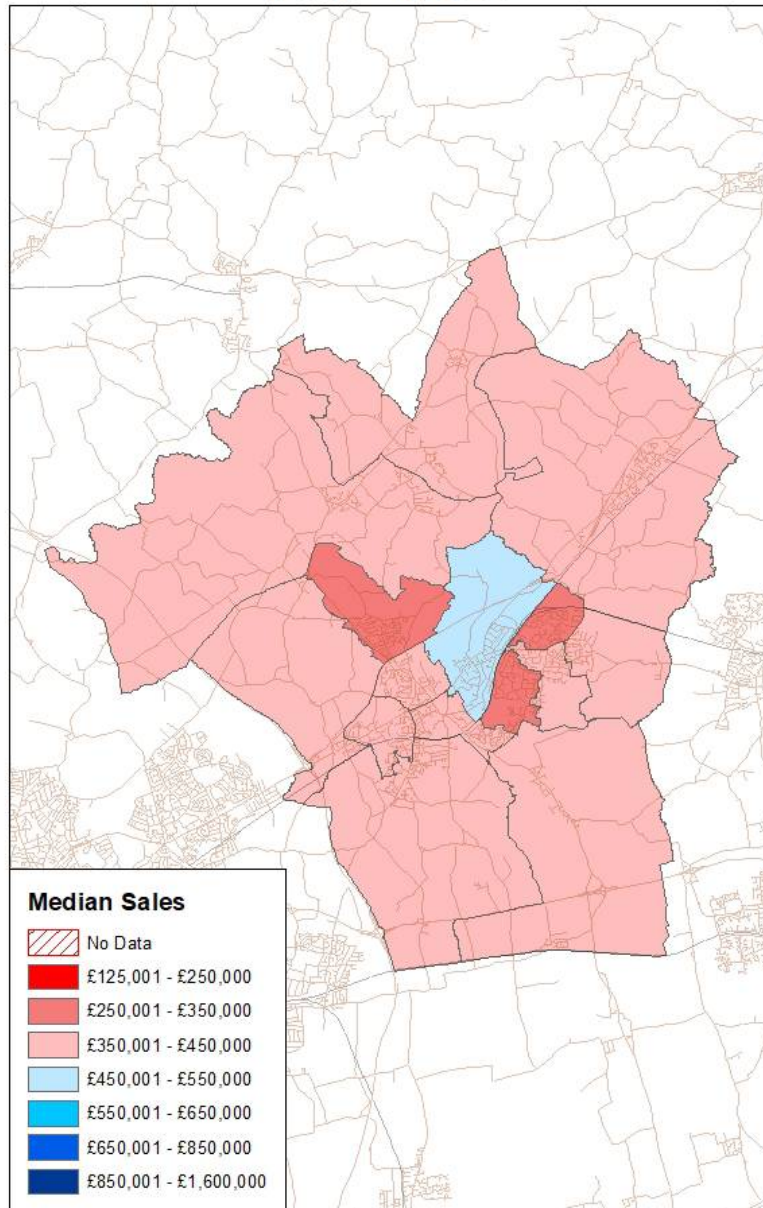 Median Sales
No Data
£125,001 - £250,000
£250,001 - £350,000
£350,001 - £450,000
£450,001 - £550,000
£550,001 - £650,000
£650,001 - £850,000
£850,001 - £1,600,000